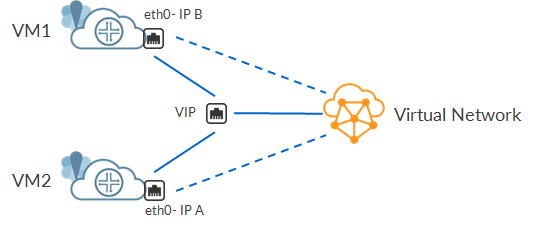 eth0- IP B
VM1
VIP
Virtual Network
VM2
eth0- IP A